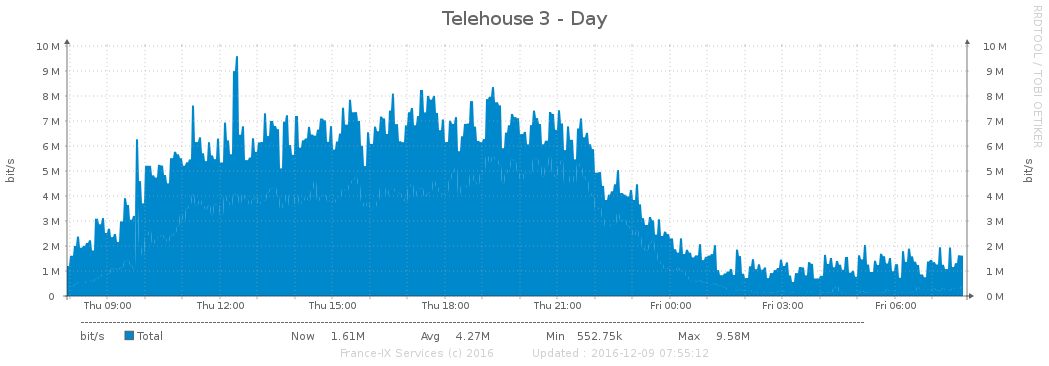 Telehouse 3 - Day
RRDTOOL / TOBI OETIKER
bit/s
10 M
9 M
8 M
7 M
6 M
5 M
4 M
3 M
2 M
1 M
0
10 M
9 M
8 M
7 M
6 M
5 M
4 M
3 M
2 M
1 M
0 M
bit/s
Thu 09:00 Thu 12:00 Thu 15:00 Thu 18:00 Thu 21:00 Fri 00:00 Fri 03:00 Fri 06:00
bit/s Total Now 1.61M Avg 4.27M Min 552.75k Max 9.58M
France-IX Services (c) 2016 Updated : 2016-12-09 07:55:12